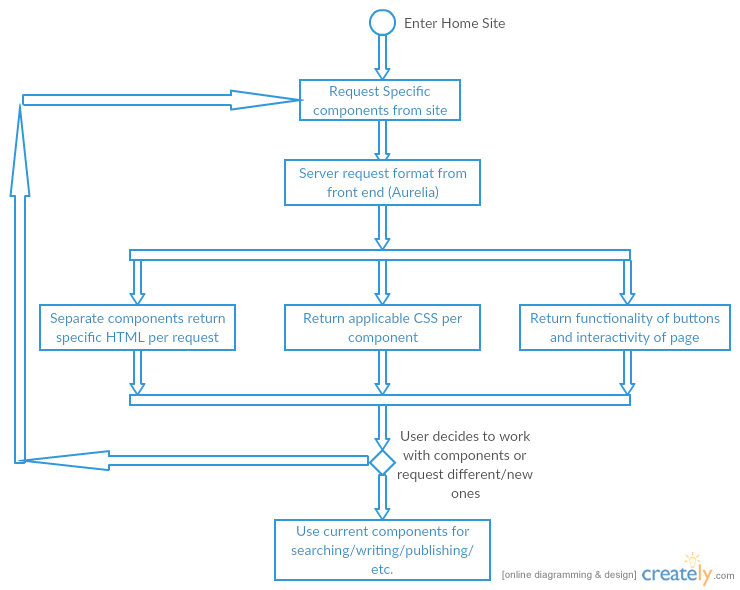 Enter Home Site
Request Specific
components from site
Server request format from
front end (Aurelia)
Separate components return
specific HTML per request
Return applicable CSS per
component
Return functionality of buttons
and interactivity of page
User decides to work
with components or
request different/new
ones
Use current components for
searching/writing/publishing/
etc.
[online diagramming & design] creately.com